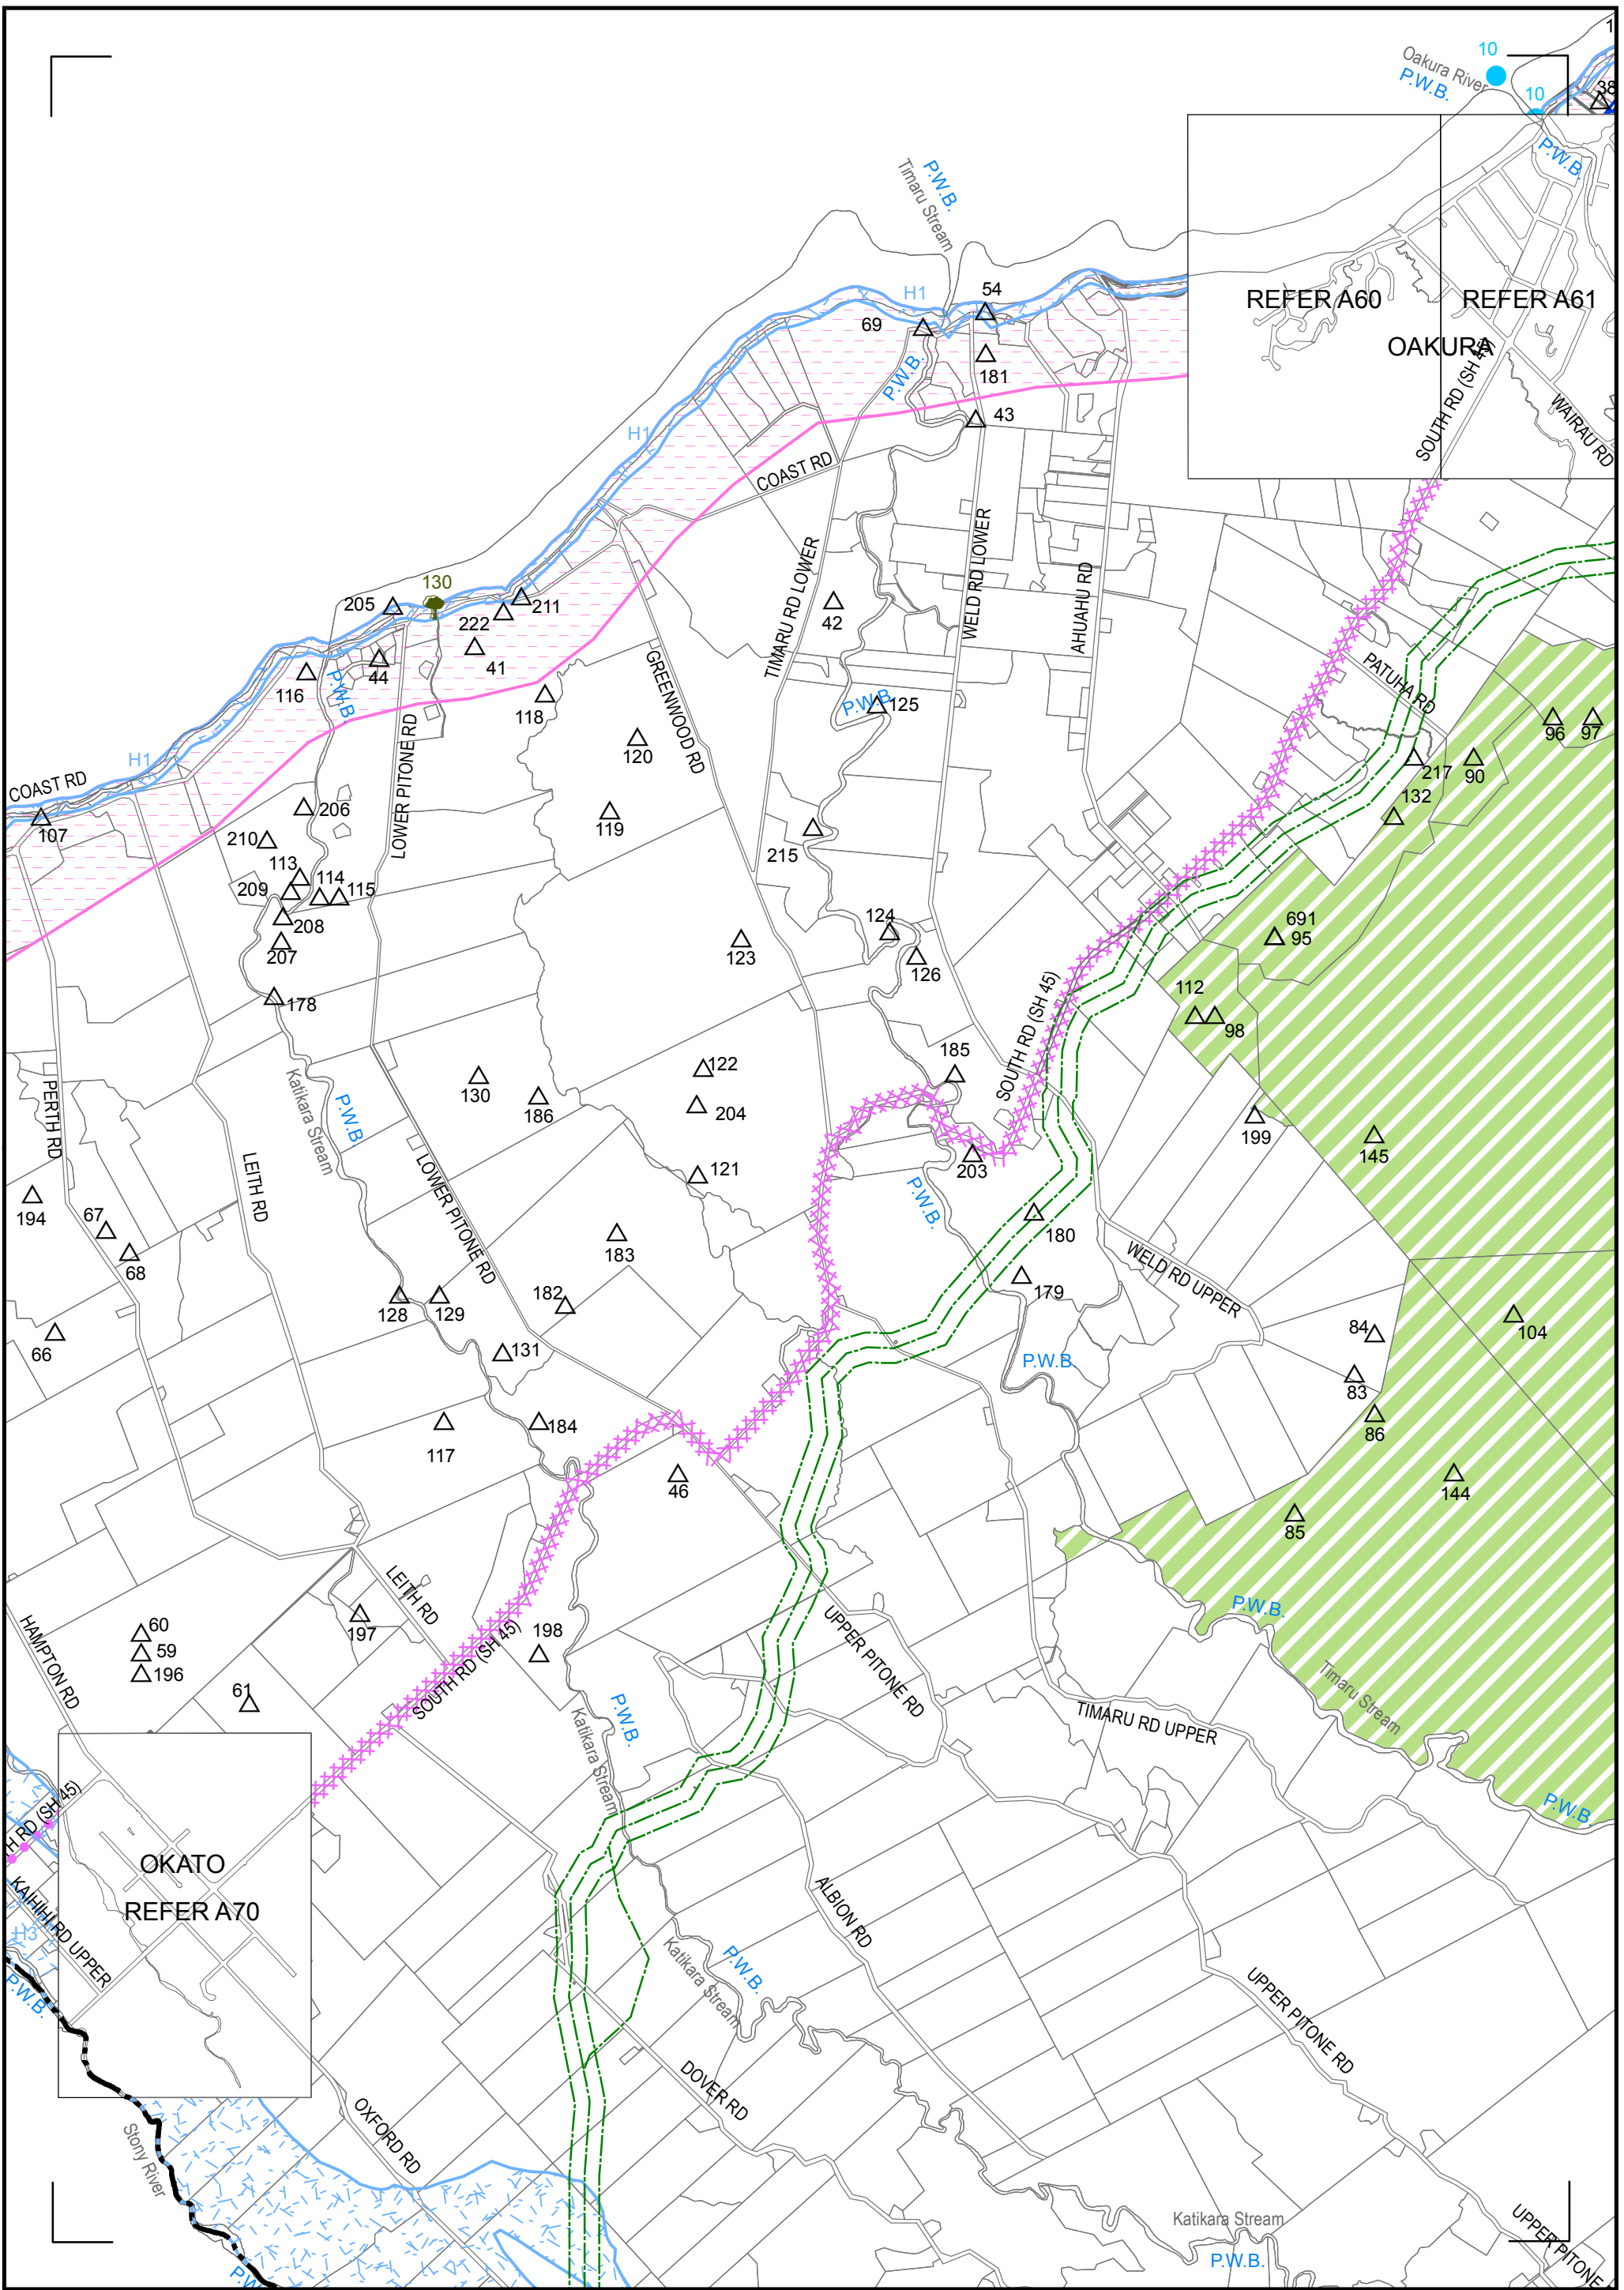 1
10
Oakura River
P.W.B.
10
38
P.W.B.
P.W.B.
Timaru Stream
REFER A60
REFER A61
OAKURA
SOUTH RD (SH 45)
WAIRAU RD
H1
54
69
P.W.B.
181
43
H1
COAST RD
130
205
211
222
41
44
116
P.W.B.
118
120
119
LOWER PITONE RD
GREENWOOD RD
TIMARU RD LOWER
42
WELD RD LOWER
AHUAHU RD
P.W.B.
125
PATUHA RD
96
97
217
90
132
H1
COAST RD
107
206
210
113
114
115
209
208
207
178
215
124
126
123
691
95
112
98
SOUTH RD (SH 45)
185
122
204
130
186
PERTH RD
Katikara Stream
P.W.B.
199
145
203
121
P.W.B.
194
67
68
LEITH RD
LOWER PITONE RD
183
180
WELD RD UPPER
179
182
128
129
66
131
P.W.B.
84
104
83
86
117
184
46
144
85
LEITH RD
HAMPTON RD
60
59
196
197
61
SOUTH RD (SH 45)
198
P.W.B.
Katikara Stream
UPPER PITONE RD
TIMARU RD UPPER
P.W.B.
Timaru Stream
P.W.B.
TH RD (SH 45)
OKATO
REFER A70
KAIHIHI RD UPPER
H3
P.W.B.
ALBION RD
Katikara Stream
P.W.B.
UPPER PITONE RD
DOVER RD
OXFORD RD
Stony River
Katikara Stream
P.W.B.
UPPER PITONE
P.W.